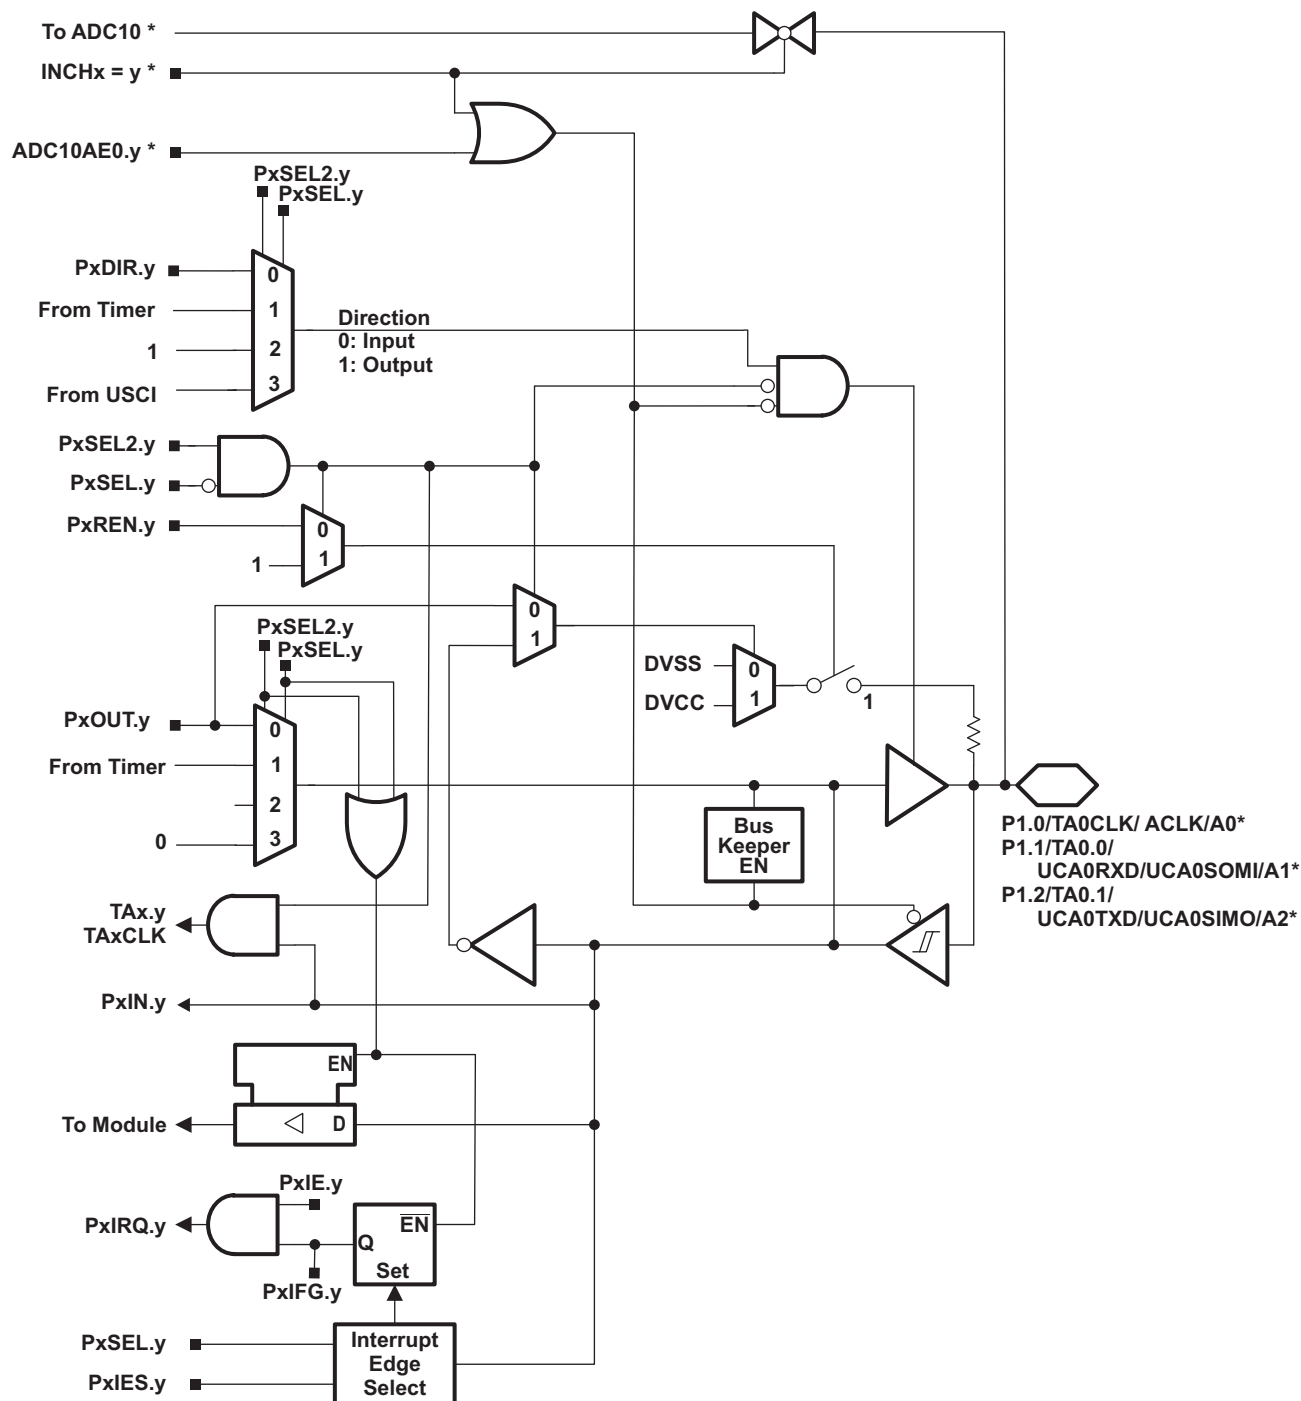 To ADC10 *
INCHx = y *
ADC10AE0.y *
PxSEL2.y
PxSEL.y
PxDIR.y
0
From Timer
1
1
2
From USCI
3
Direction
0: Input
1: Output
PxSEL2.y
PxSEL.y
PxREN.y
0
1
1
0
1
PxSEL2.y
PxSEL.y
DVSS
0
DVCC
1
1
PxOUT.y
0
From Timer
1
2
0
3
Bus
Keeper
EN
P1.0/TA0CLK/ ACLK/A0*
P1.1/TA0.0/
UCA0RXD/UCA0SOMI/A1*
P1.2/TA0.1/
UCA0TXD/UCA0SIMO/A2*
TAx.y
TAxCLK
PxIN.y
EN
To Module
D
PxIE.y
PxIRQ.y
EN
Q
Set
PxIFG.y
PxSEL.y
PxIES.y
Interrupt
Edge
Select